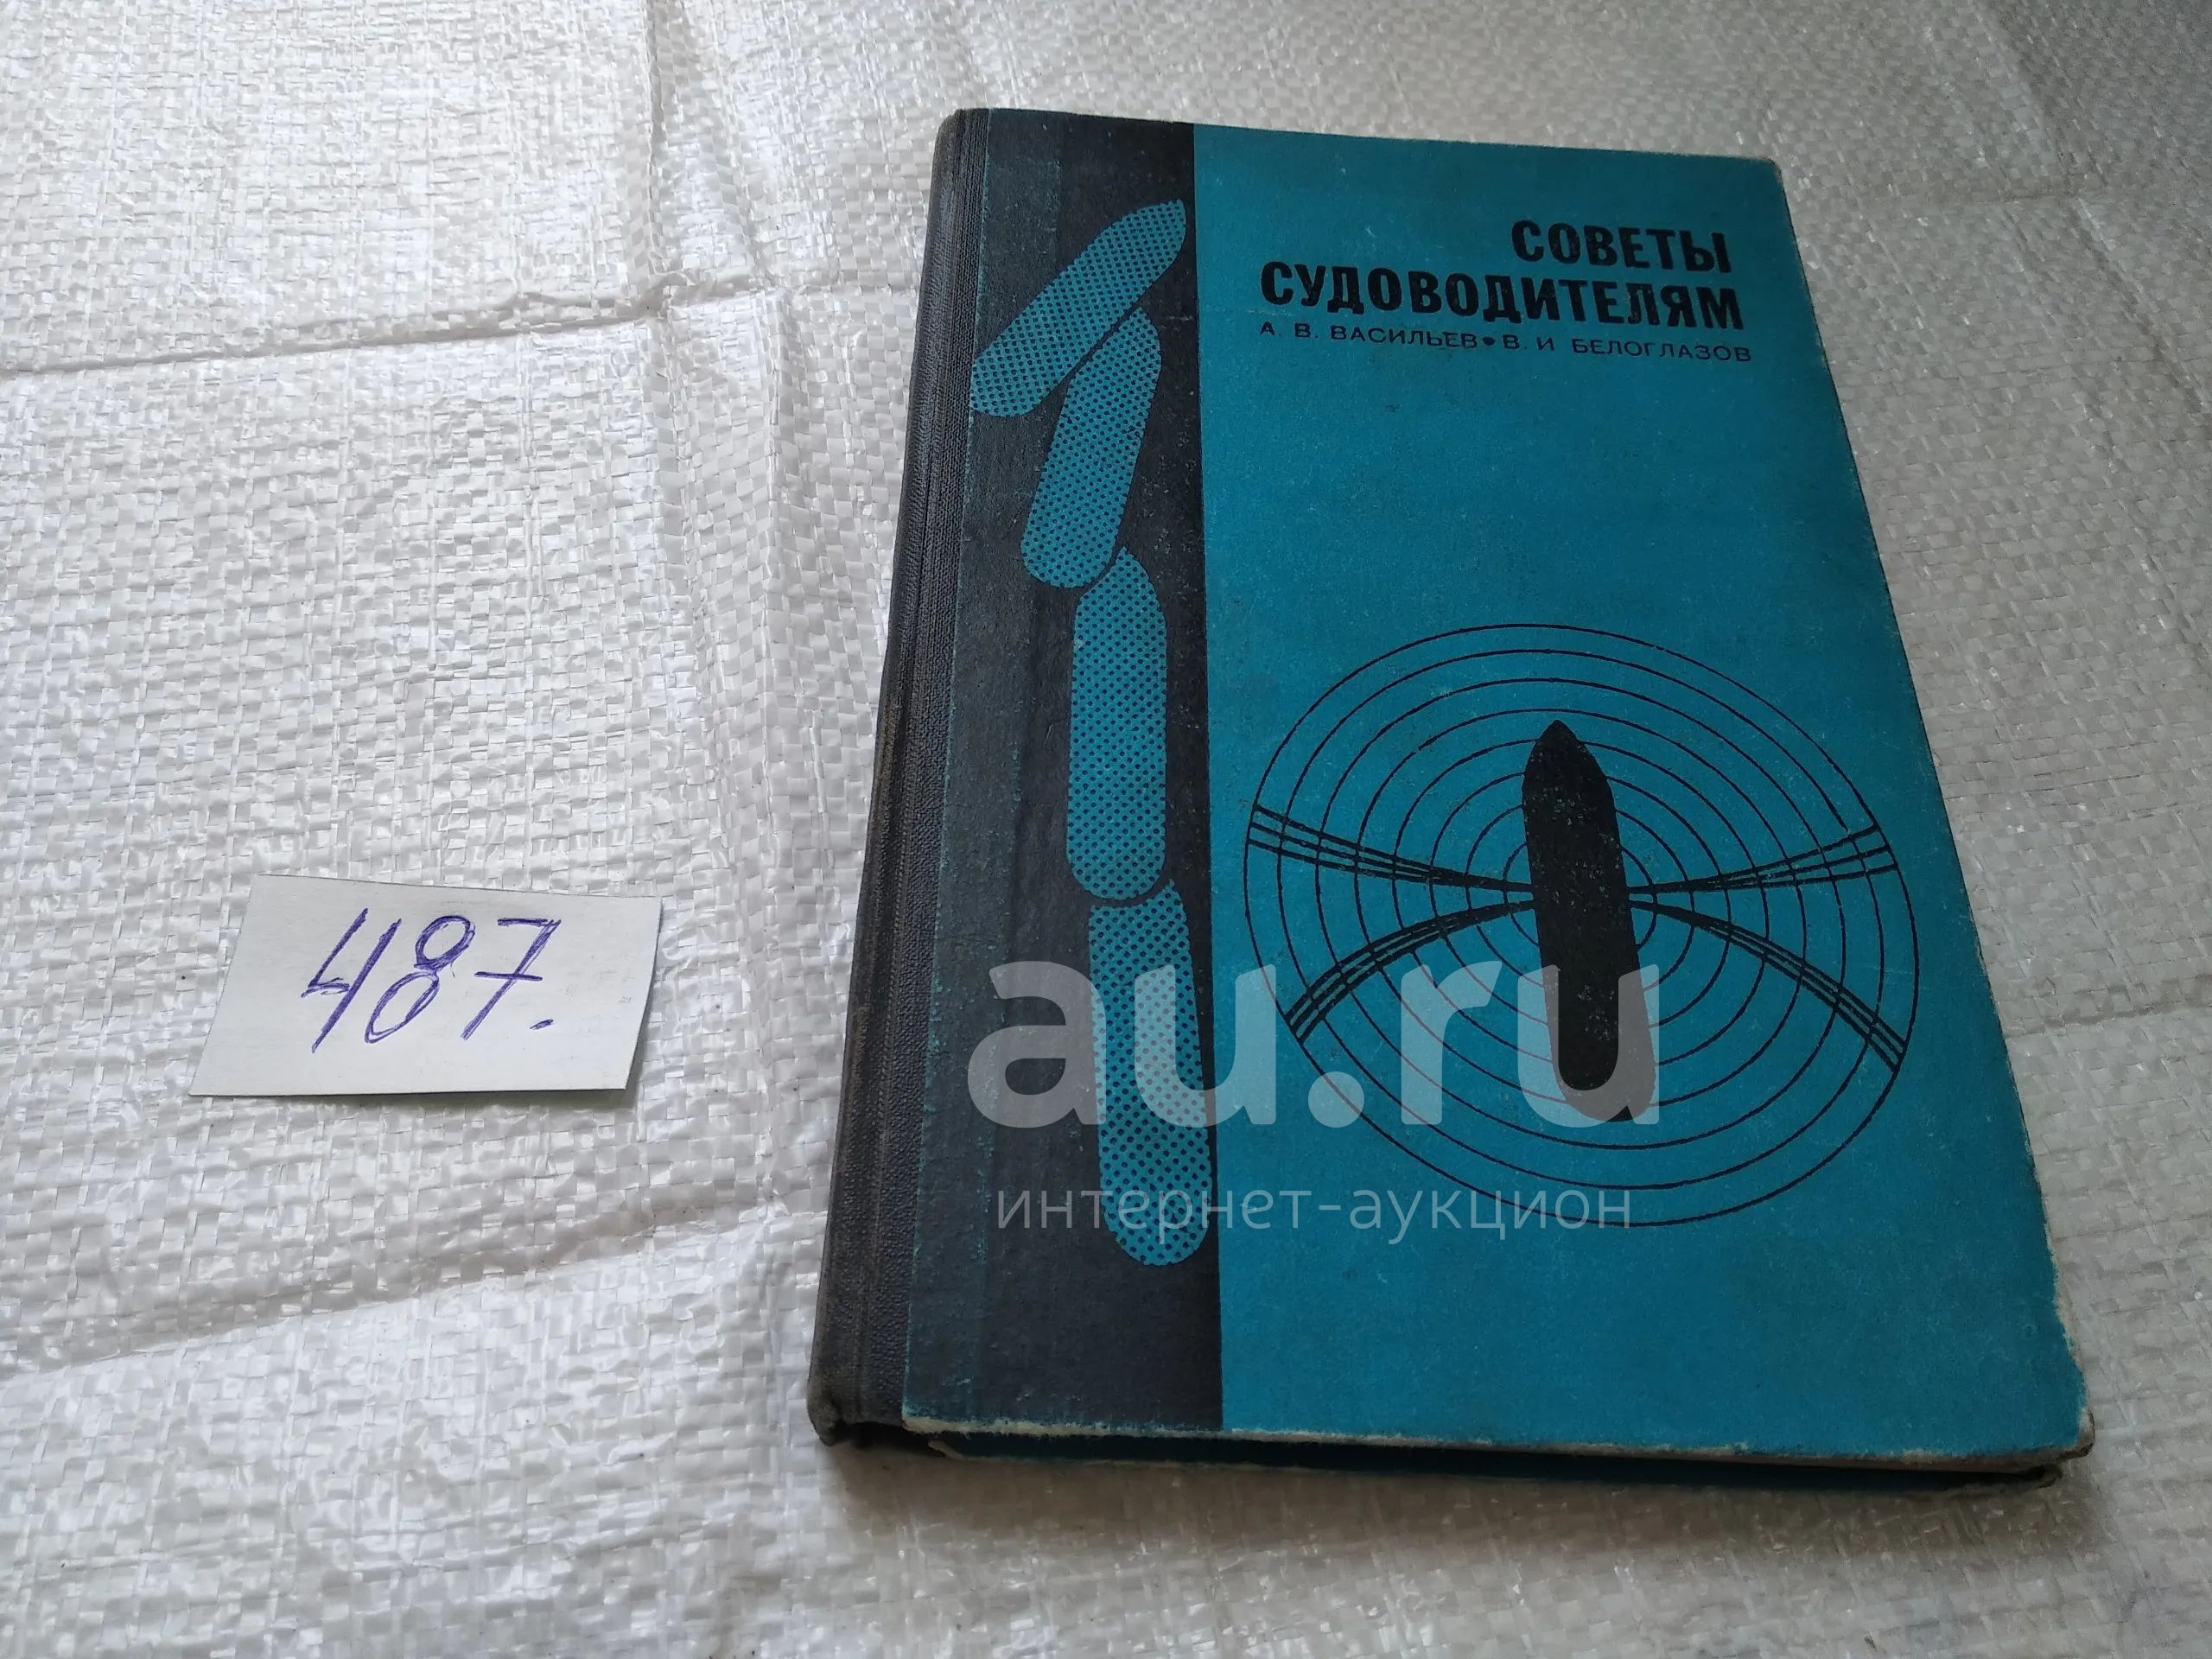 СОВЕТЫ
СУДОВОДИТЕЛЯМ
А. В. ВАСИЛЬЕВ • В. И БЕЛОГЛАЗОВ
487.
au.ru
интернет-аукцион